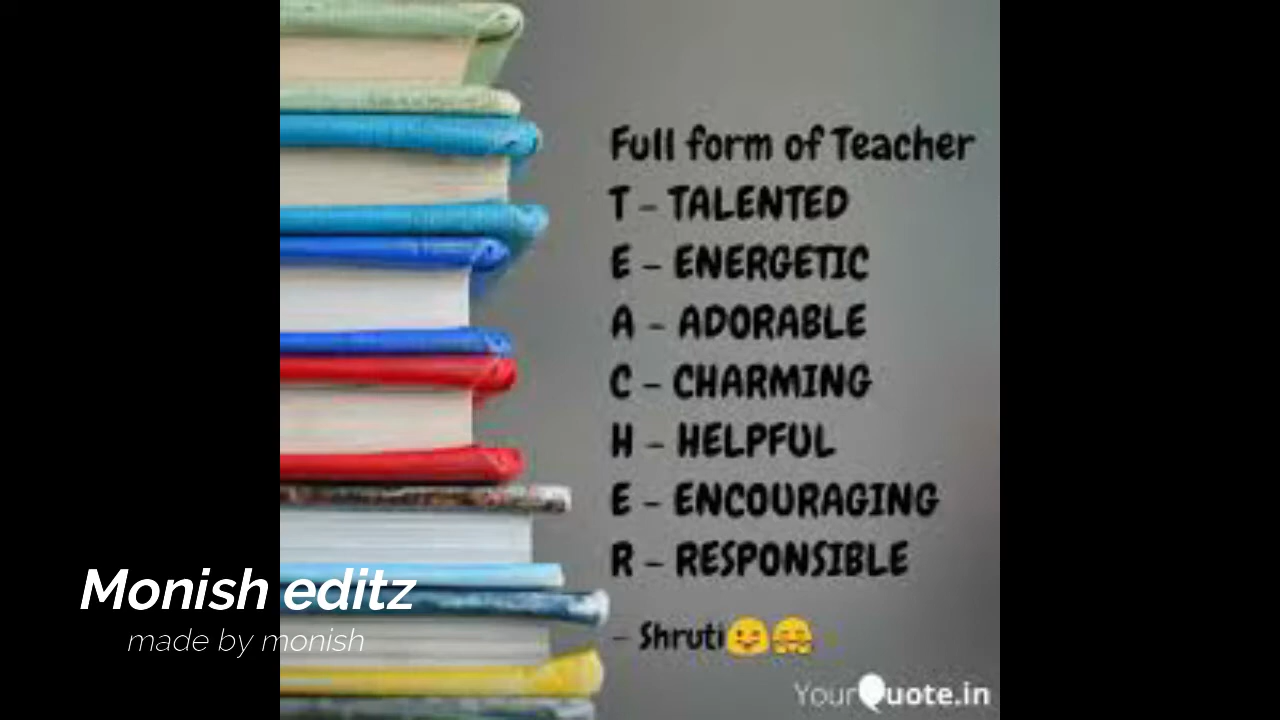 Full form of Teacher
T - TALENTED
E - ENERGETIC
A - ADORABLE
C - CHARMING
H - HELPFUL
E - ENCOURAGING
R - RESPONSIBLE
- Shruti😃🤗
YourQuote.in
Monish editz
made by monish